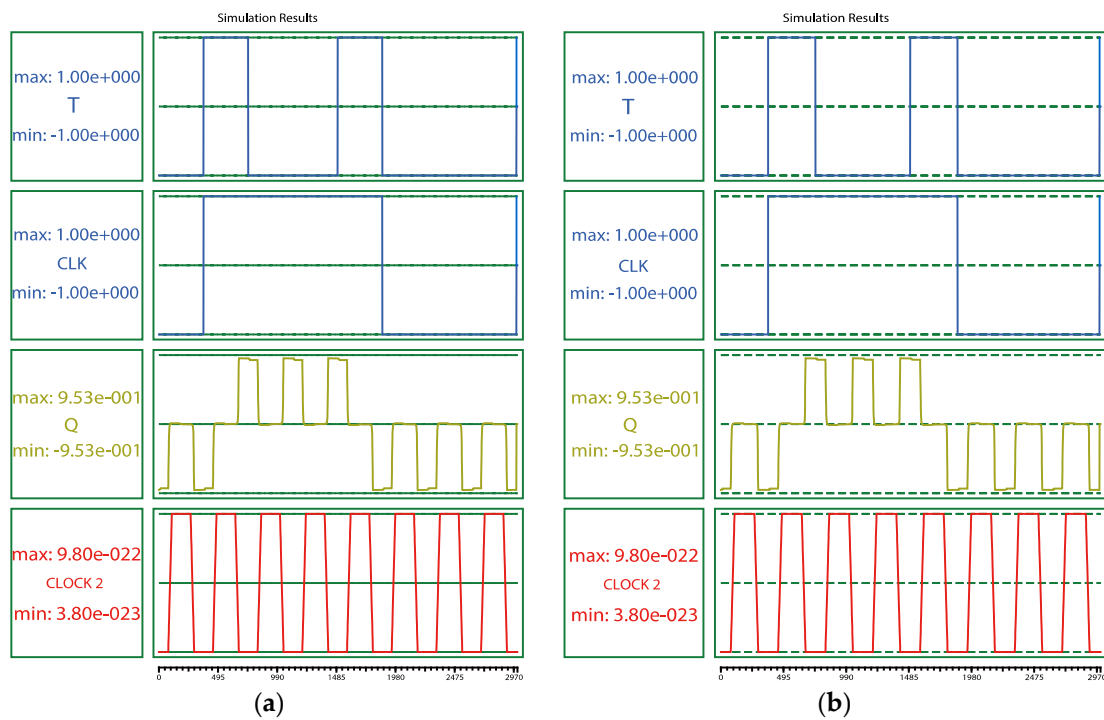 Simulation Results
max: 1.00e+000
T
min: -1.00e+000
max: 1.00e+000
CLK
min: -1.00e+000
max: 9.53e-001
Q
min: -9.53e-001
max: 9.80e-022
CLOCK 2
min: 3.80e-023
0 495 990 1485 1980 2475 2970
(a)
Simulation Results
max: 1.00e+000
T
min: -1.00e+000
max: 1.00e+000
CLK
min: -1.00e+000
max: 9.53e-001
Q
min: -9.53e-001
max: 9.80e-022
CLOCK 2
min: 3.80e-023
0 495 990 1485 1980 2475 2970
(b)